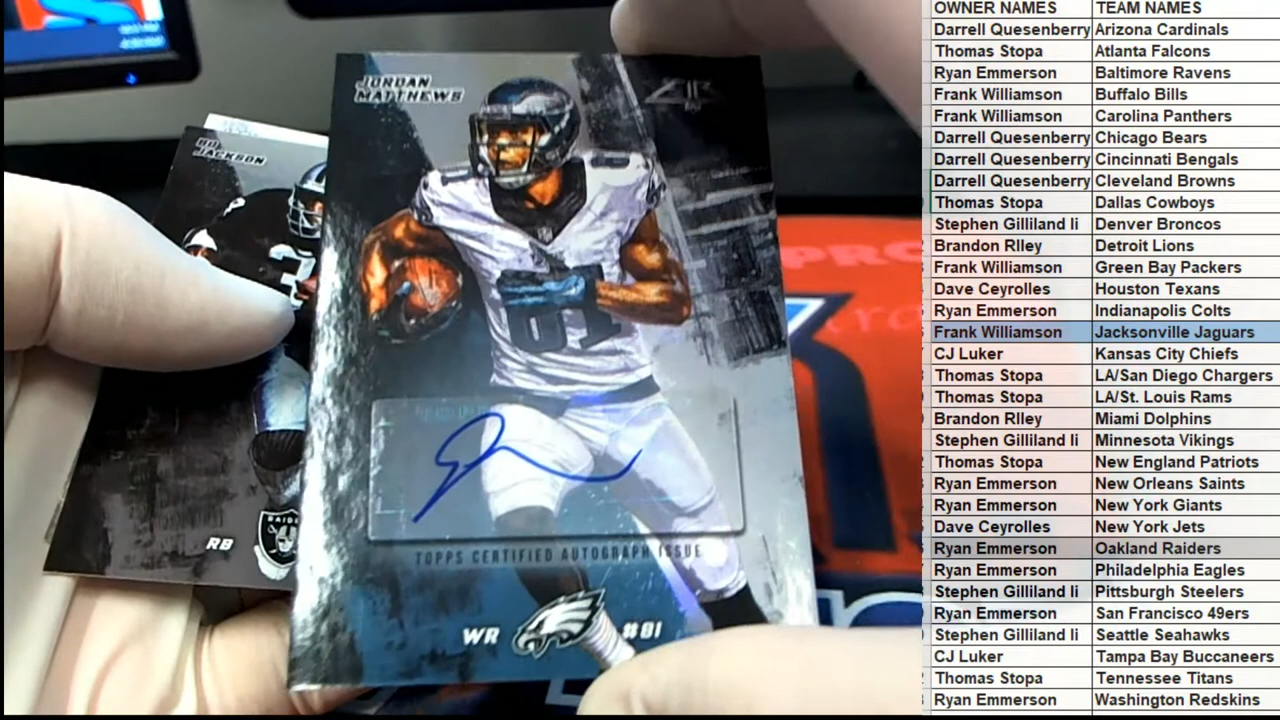 JORDAN
MATTHEWS
BO
JACKSON
81
TOPPS CERTIFIED AUTOGRAPH ISSUE
WR #81
RB
RAIDERS
PRO
OWNER NAMES TEAM NAMES
Darrell Quesenberry Arizona Cardinals
Thomas Stopa Atlanta Falcons
Ryan Emmerson Baltimore Ravens
Frank Williamson Buffalo Bills
Frank Williamson Carolina Panthers
Darrell Quesenberry Chicago Bears
Darrell Quesenberry Cincinnati Bengals
Darrell Quesenberry Cleveland Browns
Thomas Stopa Dallas Cowboys
Stephen Gilliland Ii Denver Broncos
Brandon RIley Detroit Lions
Frank Williamson Green Bay Packers
Dave Ceyrolles Houston Texans
Ryan Emmerson Indianapolis Colts
Frank Williamson Jacksonville Jaguars
CJ Luker Kansas City Chiefs
Thomas Stopa LA/San Diego Chargers
Thomas Stopa LA/St. Louis Rams
Brandon RIley Miami Dolphins
Stephen Gilliland Ii Minnesota Vikings
Thomas Stopa New England Patriots
Ryan Emmerson New Orleans Saints
Ryan Emmerson New York Giants
Dave Ceyrolles New York Jets
Ryan Emmerson Oakland Raiders
Ryan Emmerson Philadelphia Eagles
Stephen Gilliland Ii Pittsburgh Steelers
Ryan Emmerson San Francisco 49ers
Stephen Gilliland Ii Seattle Seahawks
CJ Luker Tampa Bay Buccaneers
Thomas Stopa Tennessee Titans
Ryan Emmerson Washington Redskins